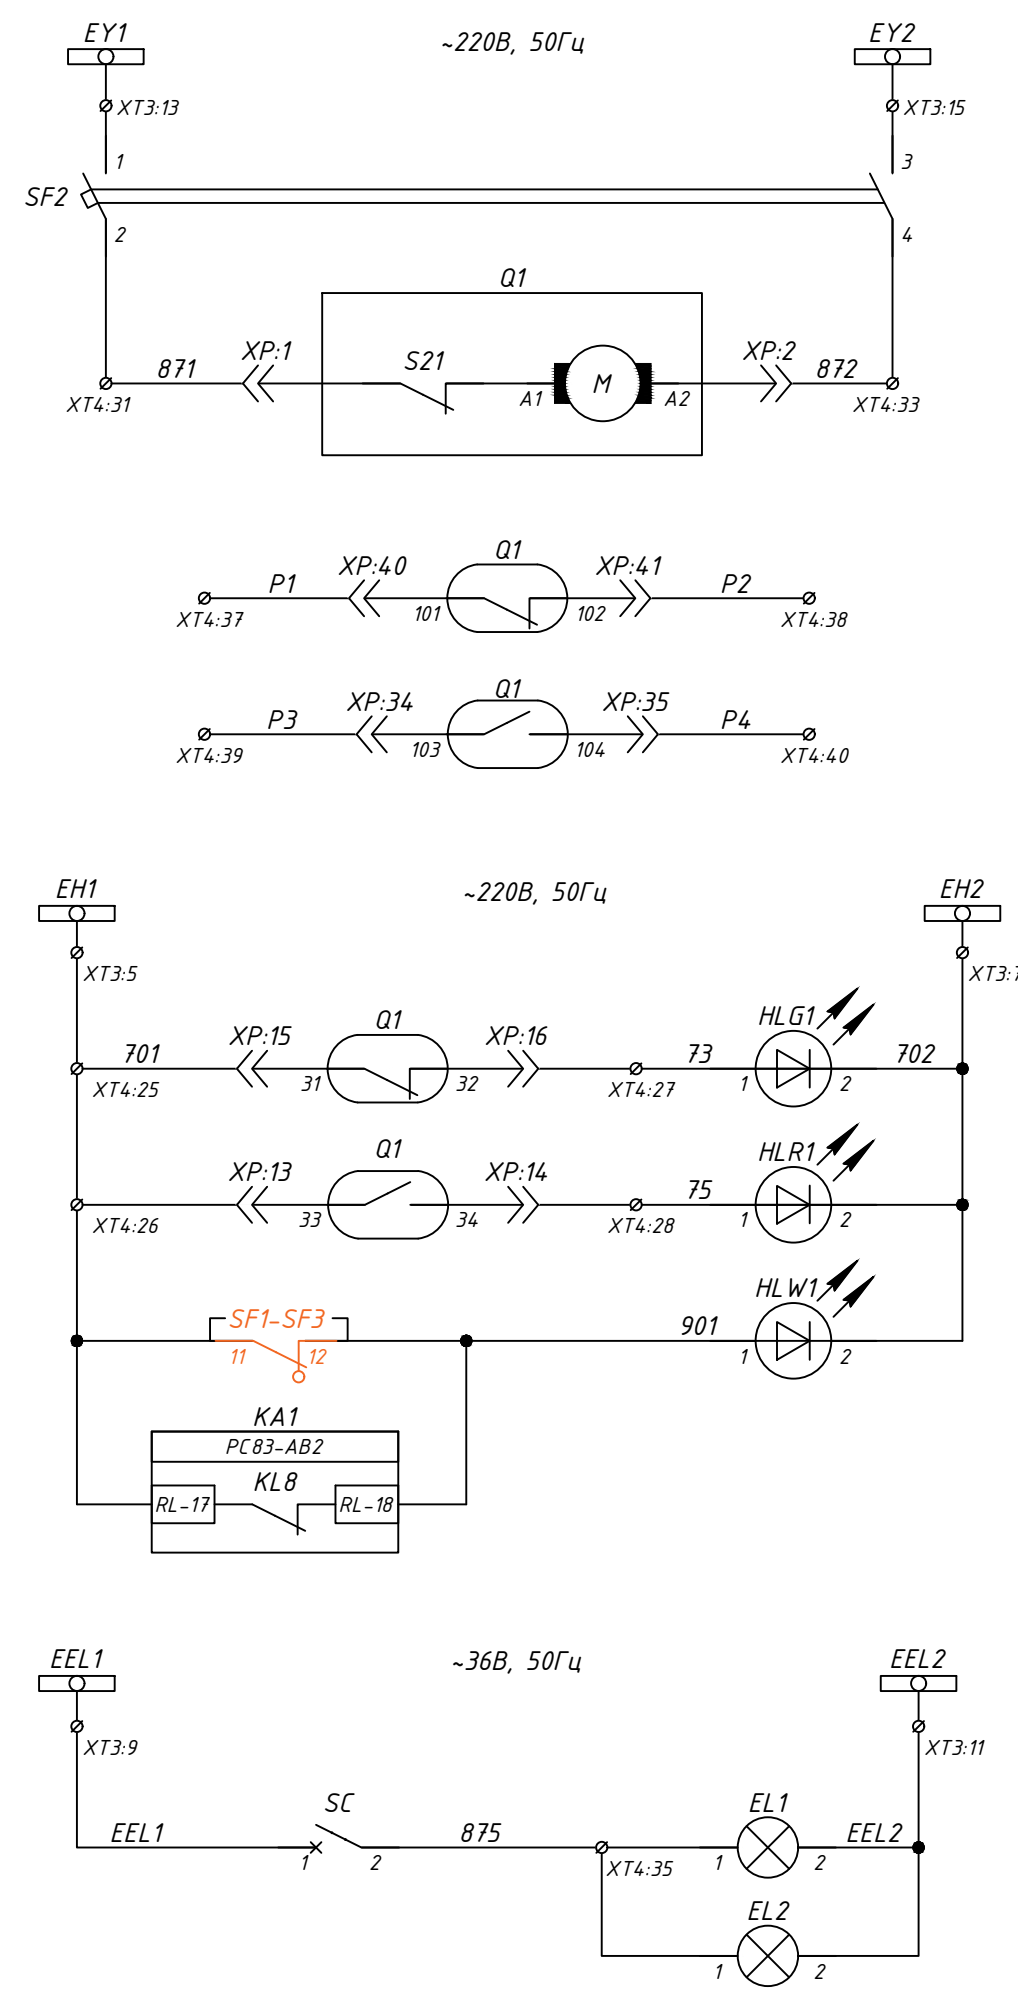 EY1 ~220В, 50Гц EY2
XT3:13 XT3:15
1 3
SF2
2 4
Q1
871 XP:1 S21 M XP:2 872
XT4:31 A1 A2 XT4:33
Q1
P1 XP:40 XP:41 P2
XT4:37 101 102 XT4:38
Q1
P3 XP:34 XP:35 P4
XT4:39 103 104 XT4:40
EH1 ~220В, 50Гц EH2
XT3:5
701 XP:15 Q1 XP:16 73 HLG1 702
XT4:25 31 32 XT4:27 1 2
XP:13 Q1 XP:14 75 HLR1
XT4:26 33 34 XT4:28 1 2
SF1-SF3 901 HLW1
11 12 1 2
KA1
РС83-АВ2
KL8
RL-17 RL-18
EEL1 ~36В, 50Гц EEL2
XT3:9 XT3:11
EEL1 SC 875 EL1 EEL2
1 2 XT4:35 1 2
EL2
1 2